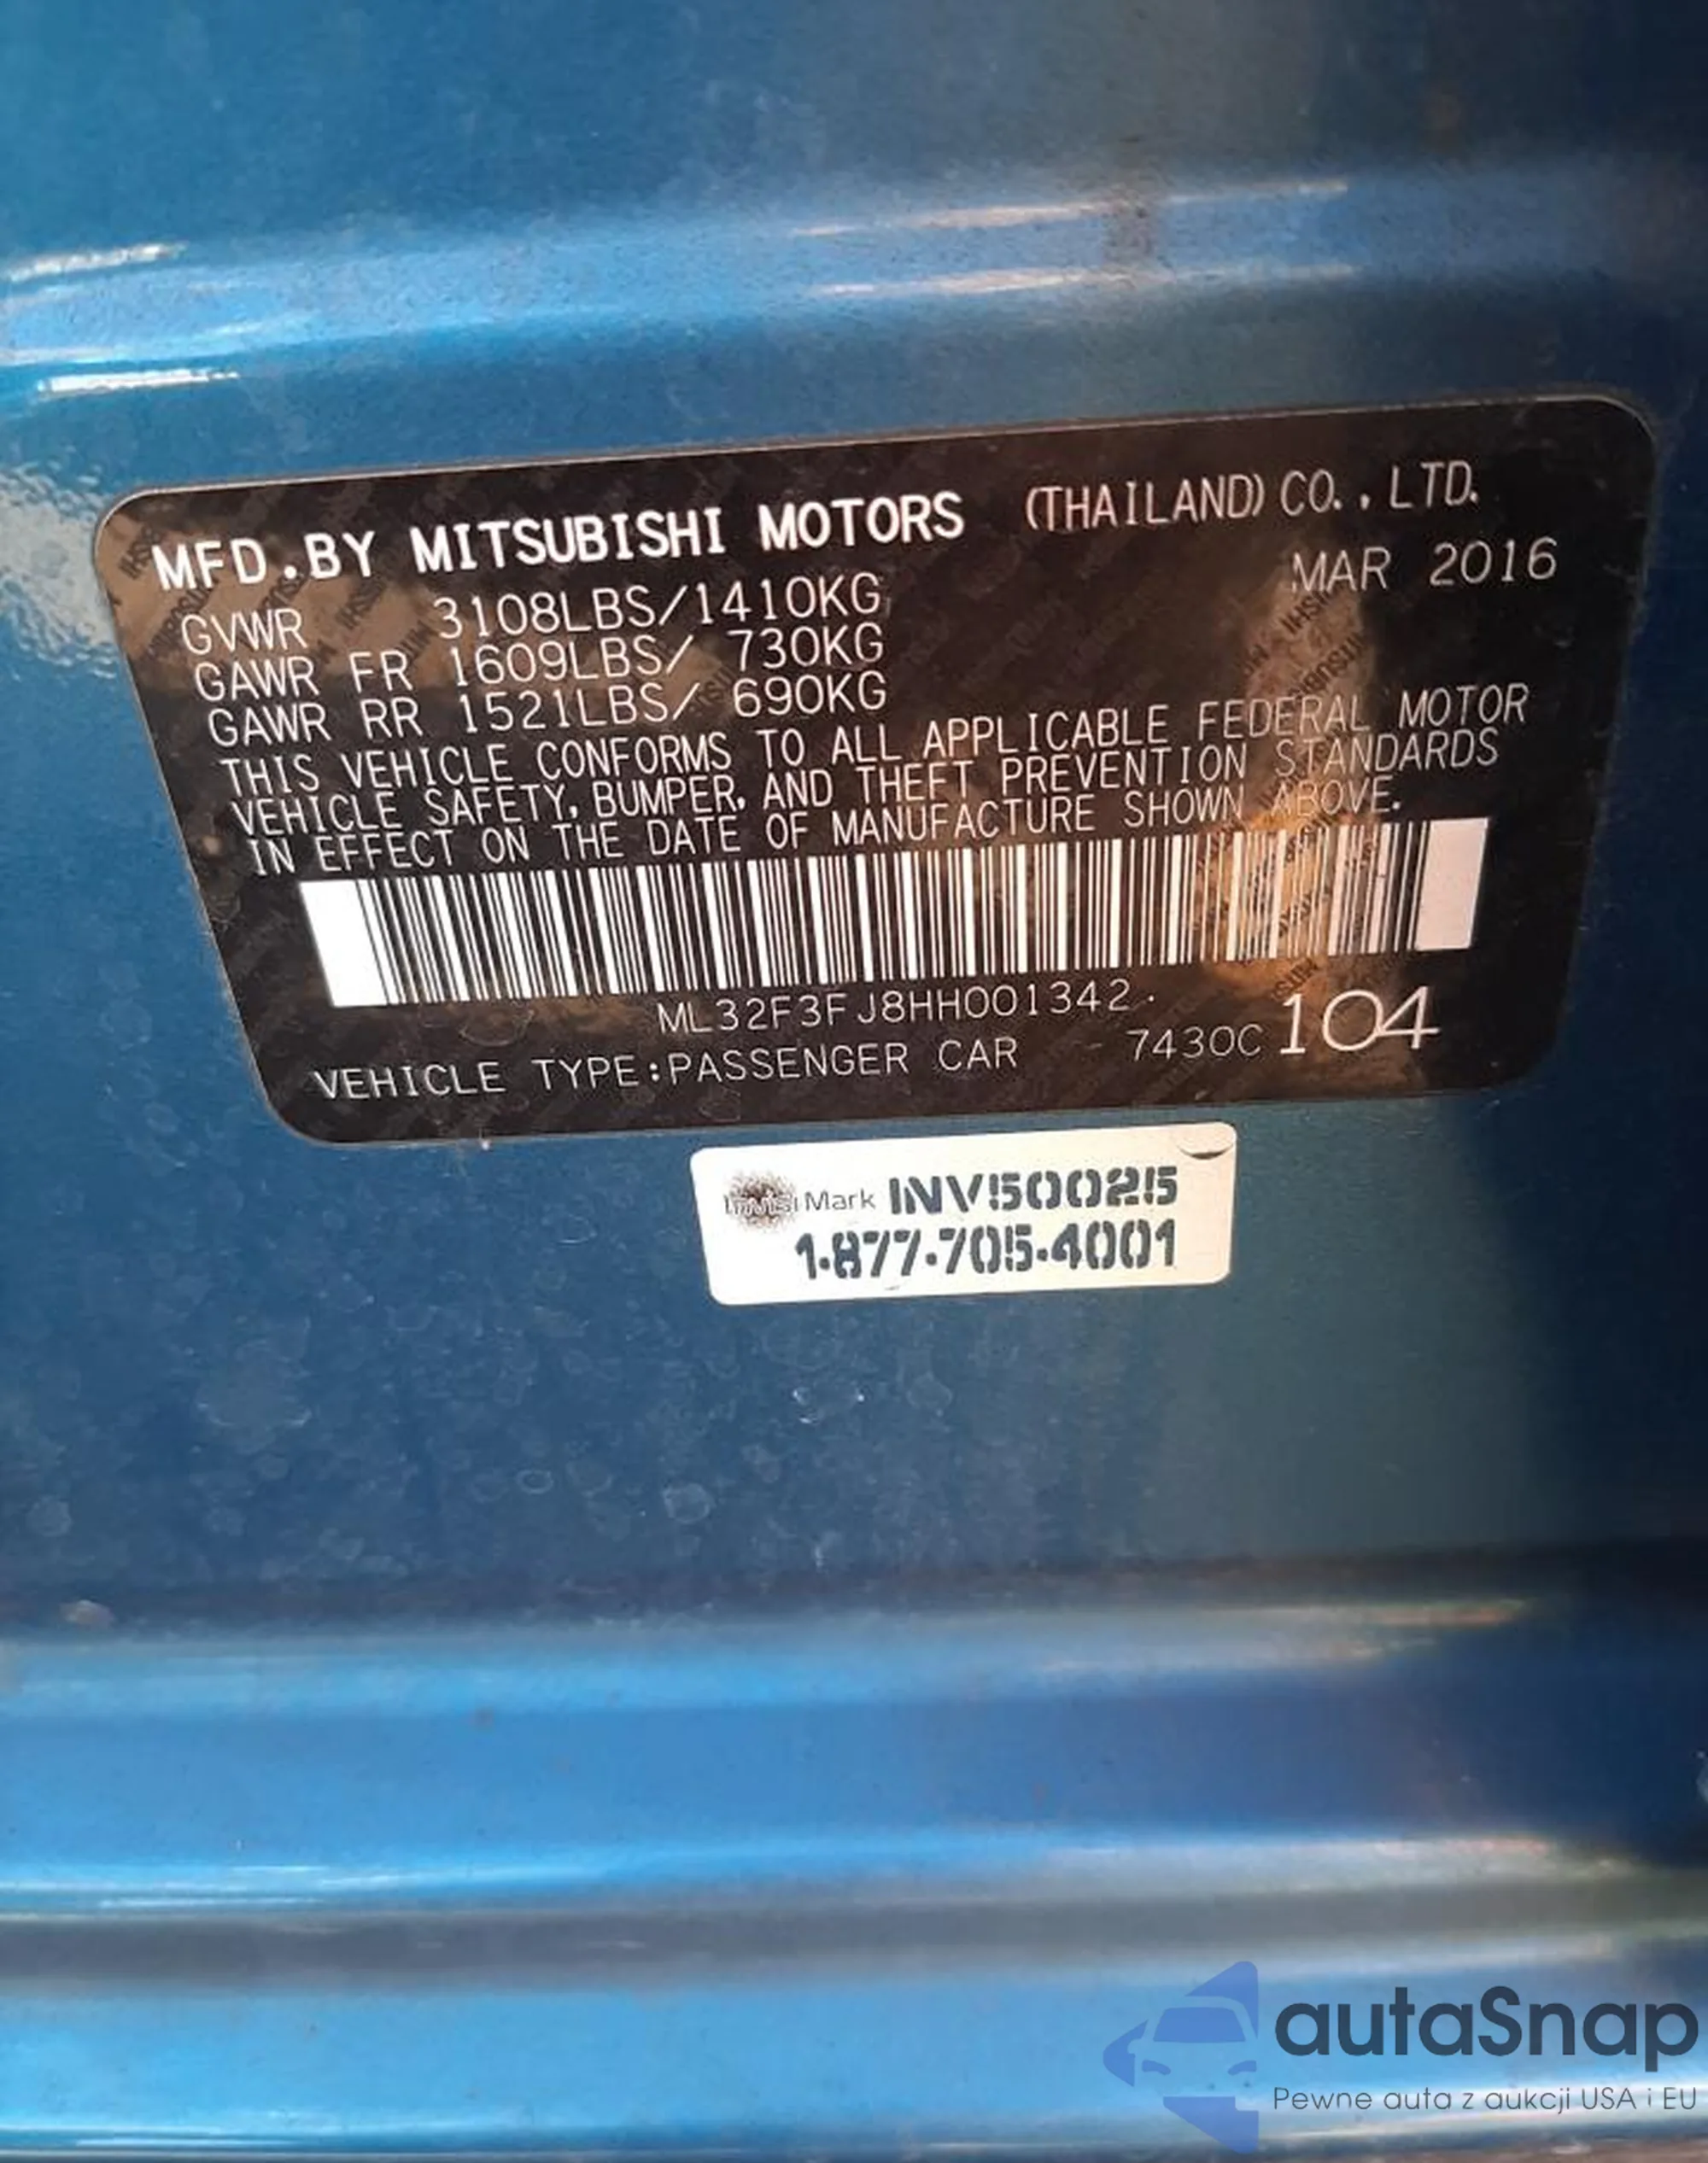 MFD.BY MITSUBISHI MOTORS (THAILAND) CO., LTD.
MAR 2016
GVWR 3108LBS/1410KG
GAWR FR 1609LBS/ 730KG
GAWR RR 1521LBS/ 690KG
THIS VEHICLE CONFORMS TO ALL APPLICABLE FEDERAL MOTOR
VEHICLE SAFETY, BUMPER, AND THEFT PREVENTION STANDARDS
IN EFFECT ON THE DATE OF MANUFACTURE SHOWN ABOVE.
ML32F3FJ8HH001342
VEHICLE TYPE:PASSENGER CAR 7430C 104
Mark INV50025
1-877-705-4001
autaSnap
Pewne auta z aukcji USA i EU